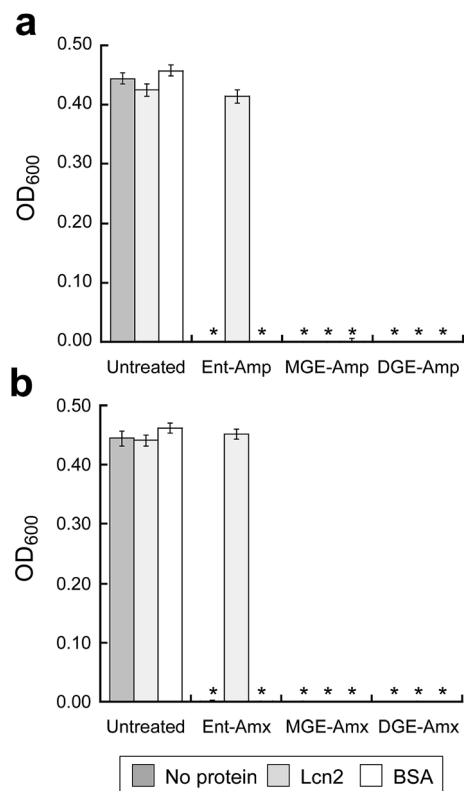 a
0.50
0.40
0.30
0.20
0.10
0.00
OD600
* * * * * * * *
Untreated Ent-Amp MGE-Amp DGE-Amp
b
0.50
0.40
0.30
0.20
0.10
0.00
OD600
* * * * * * * *
Untreated Ent-Amx MGE-Amx DGE-Amx
No protein Lcn2 BSA